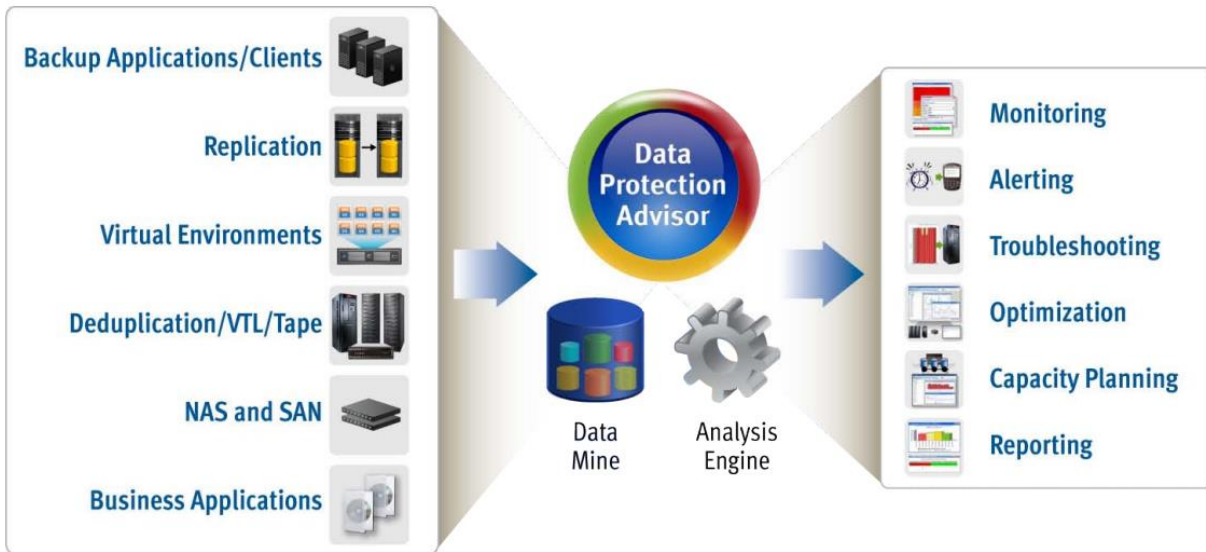 Backup Applications/Clients
Replication
Virtual Environments
Deduplication/VTL/Tape
NAS and SAN
Business Applications
Data
Protection
Advisor
Data
Mine
Analysis
Engine
Monitoring
Alerting
Troubleshooting
Optimization
Capacity Planning
Reporting